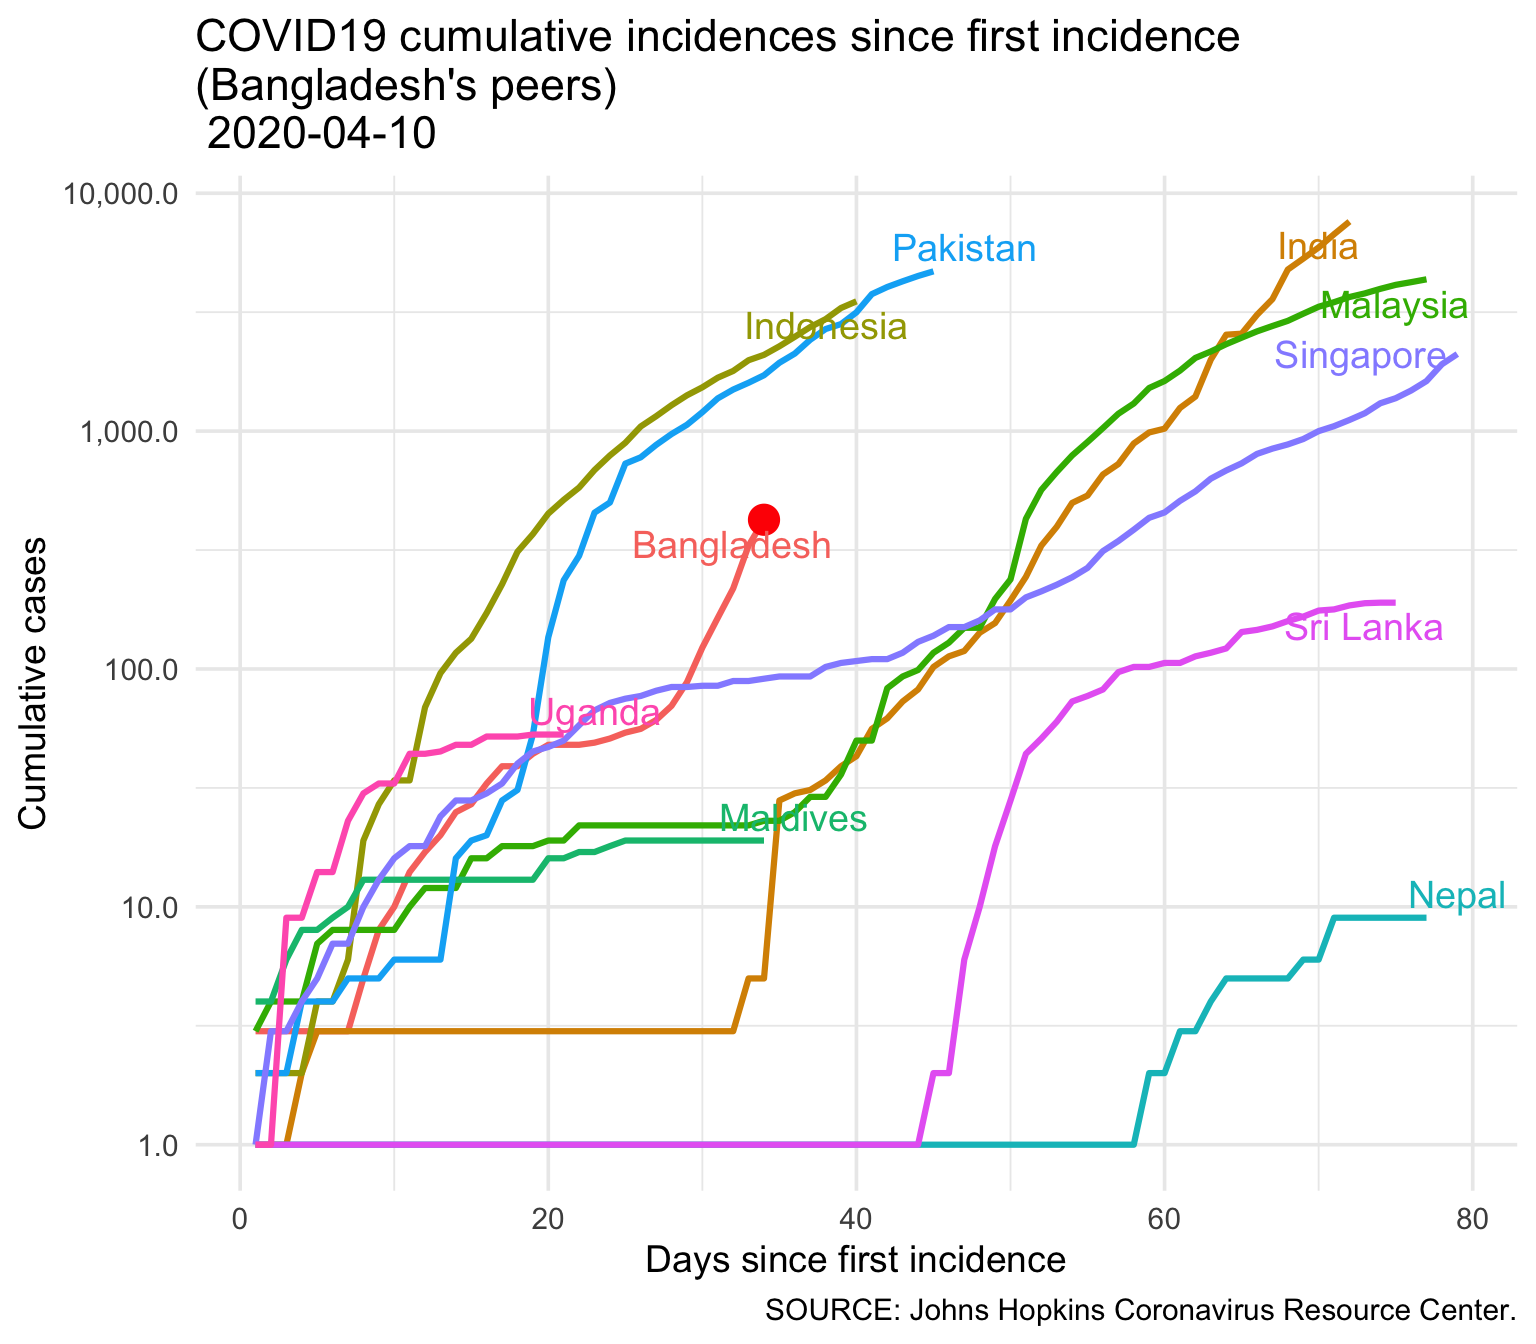 COVID19 cumulative incidences since first incidence
(Bangladesh's peers)
2020-04-10
10,000.0
1,000.0
100.0
10.0
1.0
Cumulative cases
Pakistan
India
Indonesia
Malaysia
Singapore
Bangladesh
Sri Lanka
Uganda
Maldives
Nepal
0 20 40 60 80
Days since first incidence
SOURCE: Johns Hopkins Coronavirus Resource Center.